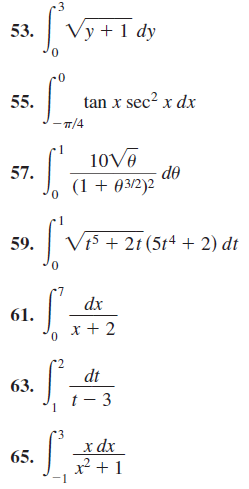 53. ∫₀³ √(y + 1) dy
55. ∫₋π/4⁰ tan x sec² x dx
57. ∫₀¹ 10√θ / (1 + θ^(3/2))² dθ
59. ∫₀¹ √(t⁵ + 2t) (5t⁴ + 2) dt
61. ∫₀⁷ dx / (x + 2)
63. ∫₁² dt / (t − 3)
65. ∫₋₁³ x dx / (x² + 1)